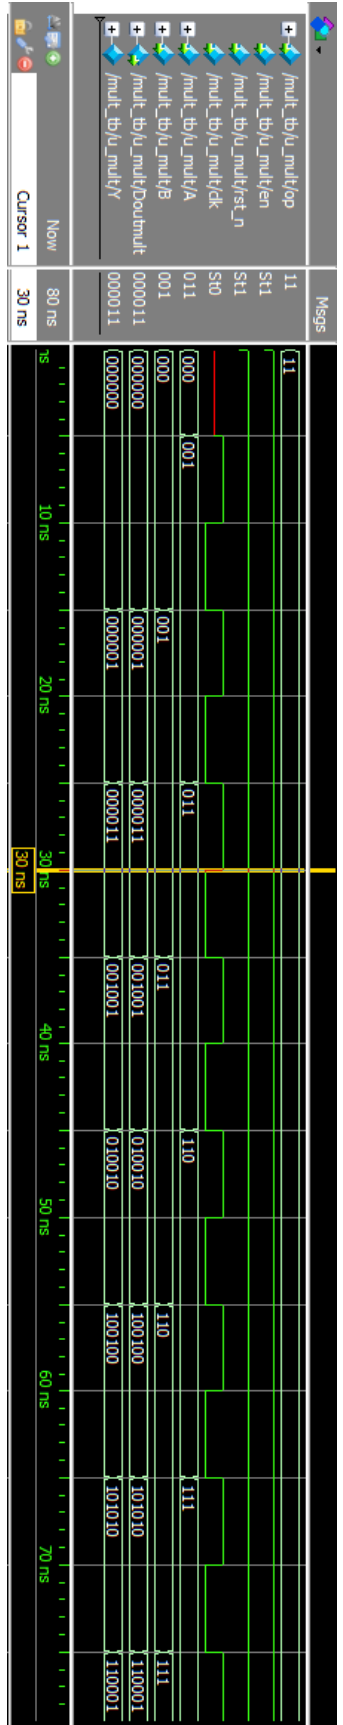 Msgs
/mult_tb/u_mult/op 11 11
/mult_tb/u_mult/en St1
/mult_tb/u_mult/rst_n St1
/mult_tb/u_mult/clk St0
/mult_tb/u_mult/A 011 000 001 011 110 111
/mult_tb/u_mult/B 001 000 001 011 110 111
/mult_tb/u_mult/Doutmult 000011 000000 000001 000011 001001 010010 100100 101010 110001
/mult_tb/u_mult/Y 000011 000000 000001 000011 001001 010010 100100 101010 110001
Now 80 ns ns 10 ns 20 ns 30 ns 40 ns 50 ns 60 ns 70 ns
Cursor 1 30 ns 30 ns